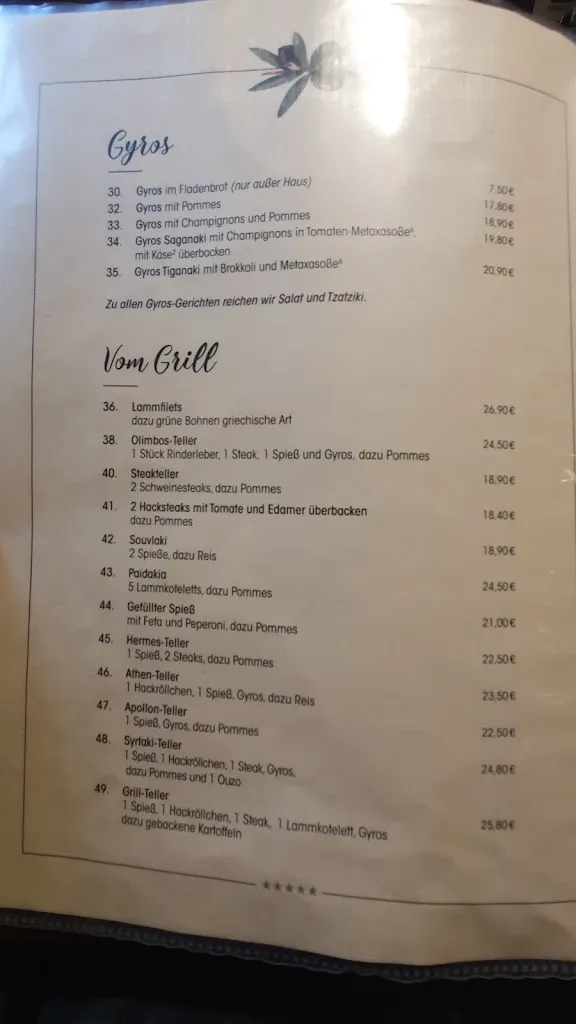 Gyros
30. Gyros im Fladenbrot (nur außer Haus) 7,50€
32. Gyros mit Pommes 17,80€
33. Gyros mit Champignons und Pommes 18,90€
34. Gyros Saganaki mit Champignons in Tomaten-Metaxasoße⁶, 19,80€
mit Käse² überbacken
35. Gyros Tiganaki mit Brokkoli und Metaxasoße⁶ 20,90€
Zu allen Gyros-Gerichten reichen wir Salat und Tzatziki.
Vom Grill
36. Lammfilets 26,90€
dazu grüne Bohnen griechische Art
38. Olimbos-Teller 24,50€
1 Stück Rinderleber, 1 Steak, 1 Spieß und Gyros, dazu Pommes
40. Steakteller 18,90€
2 Schweinesteaks, dazu Pommes
41. 2 Hacksteaks mit Tomate und Edamer überbacken 18,40€
dazu Pommes
42. Souvlaki 18,90€
2 Spieße, dazu Reis
43. Paidakia 24,50€
5 Lammkoteletts, dazu Pommes
44. Gefüllter Spieß 21,00€
mit Feta und Peperoni, dazu Pommes
45. Hermes-Teller 22,50€
1 Spieß, 2 Steaks, dazu Pommes
46. Athen-Teller 23,50€
1 Hackröllchen, 1 Spieß, Gyros, dazu Reis
47. Apollon-Teller 22,50€
1 Spieß, Gyros, dazu Pommes
48. Syrtaki-Teller 24,80€
1 Spieß, 1 Hackröllchen, 1 Steak, Gyros,
dazu Pommes und 1 Ouzo
49. Grill-Teller 25,80€
1 Spieß, 1 Hackröllchen, 1 Steak, 1 Lammkotelett, Gyros
dazu gebackene Kartoffeln